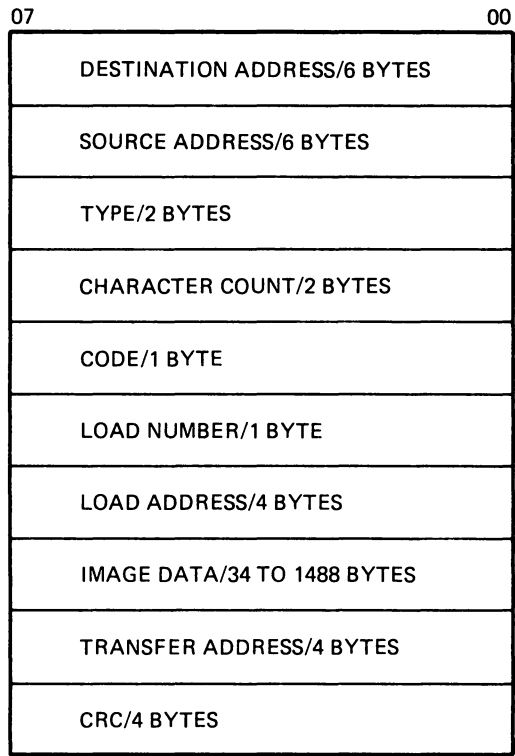 07 00
DESTINATION ADDRESS/6 BYTES
SOURCE ADDRESS/6 BYTES
TYPE/2 BYTES
CHARACTER COUNT/2 BYTES
CODE/1 BYTE
LOAD NUMBER/1 BYTE
LOAD ADDRESS/4 BYTES
IMAGE DATA/34 TO 1488 BYTES
TRANSFER ADDRESS/4 BYTES
CRC/4 BYTES